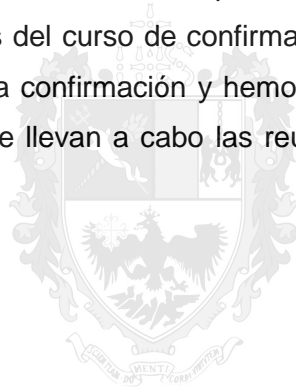 s del curso de confirma
a confirmación y hemo
e llevan a cabo las reu